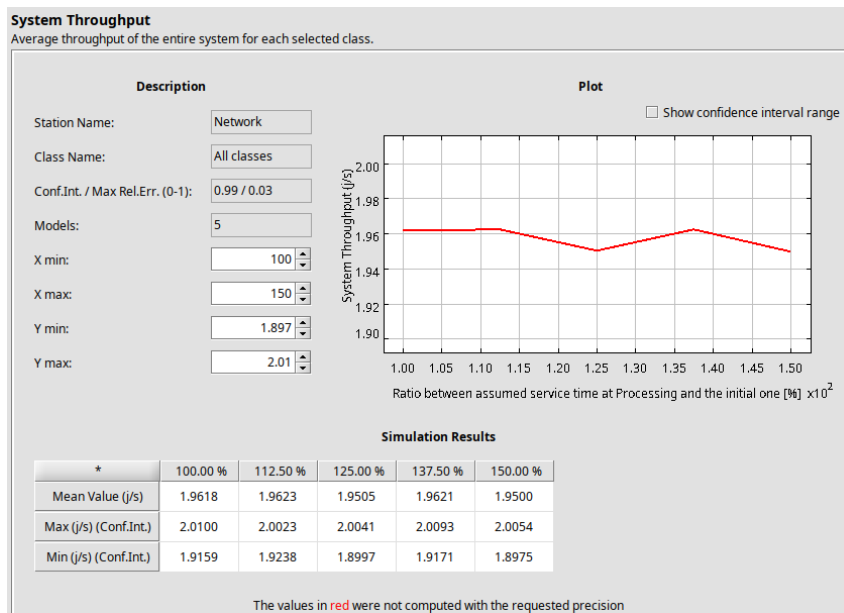 System Throughput
Average throughput of the entire system for each selected class.
Description
Station Name: Network
Class Name: All classes
Conf.Int. / Max Rel.Err. (0-1): 0.99 / 0.03
Models: 5
X min: 100
X max: 150
Y min: 1.897
Y max: 2.01
Plot
Show confidence interval range
System Throughput (j/s)
2.00
1.98
1.96
1.94
1.92
1.90
1.00 1.05 1.10 1.15 1.20 1.25 1.30 1.35 1.40 1.45 1.50
Ratio between assumed service time at Processing and the initial one [%] x10²
Simulation Results
* 100.00 % 112.50 % 125.00 % 137.50 % 150.00 %
Mean Value (j/s) 1.9618 1.9623 1.9505 1.9621 1.9500
Max (j/s) (Conf.Int.) 2.0100 2.0023 2.0041 2.0093 2.0054
Min (j/s) (Conf.Int.) 1.9159 1.9238 1.8997 1.9171 1.8975
The values in red were not computed with the requested precision